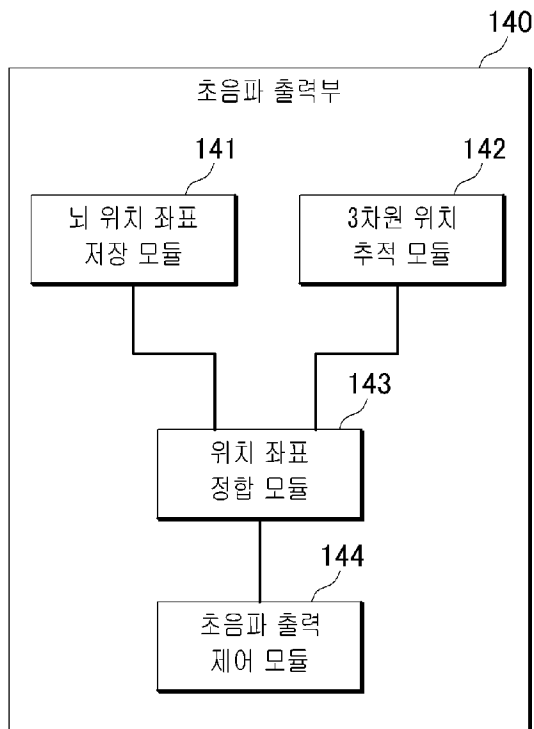 140
초음파 출력부
141
142
뇌 위치 좌표
저장 모듈
3차원 위치
추적 모듈
143
위치 좌표
정합 모듈
144
초음파 출력
제어 모듈